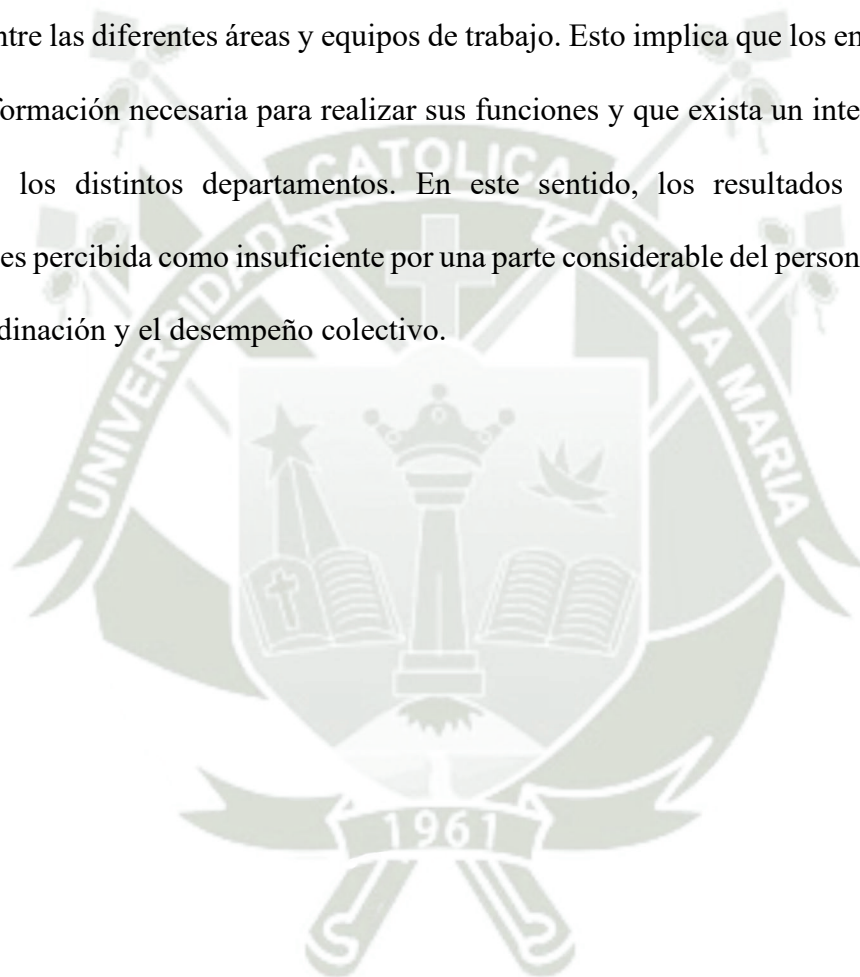 ntre las diferentes áreas y equipos de trabajo. Esto implica que los en
formación necesaria para realizar sus funciones y que exista un inte
los distintos departamentos. En este sentido, los resultados
es percibida como insuficiente por una parte considerable del person
dinación y el desempeño colectivo.
UNIVERSIDAD CATOLICA SANTA MARIA
1961